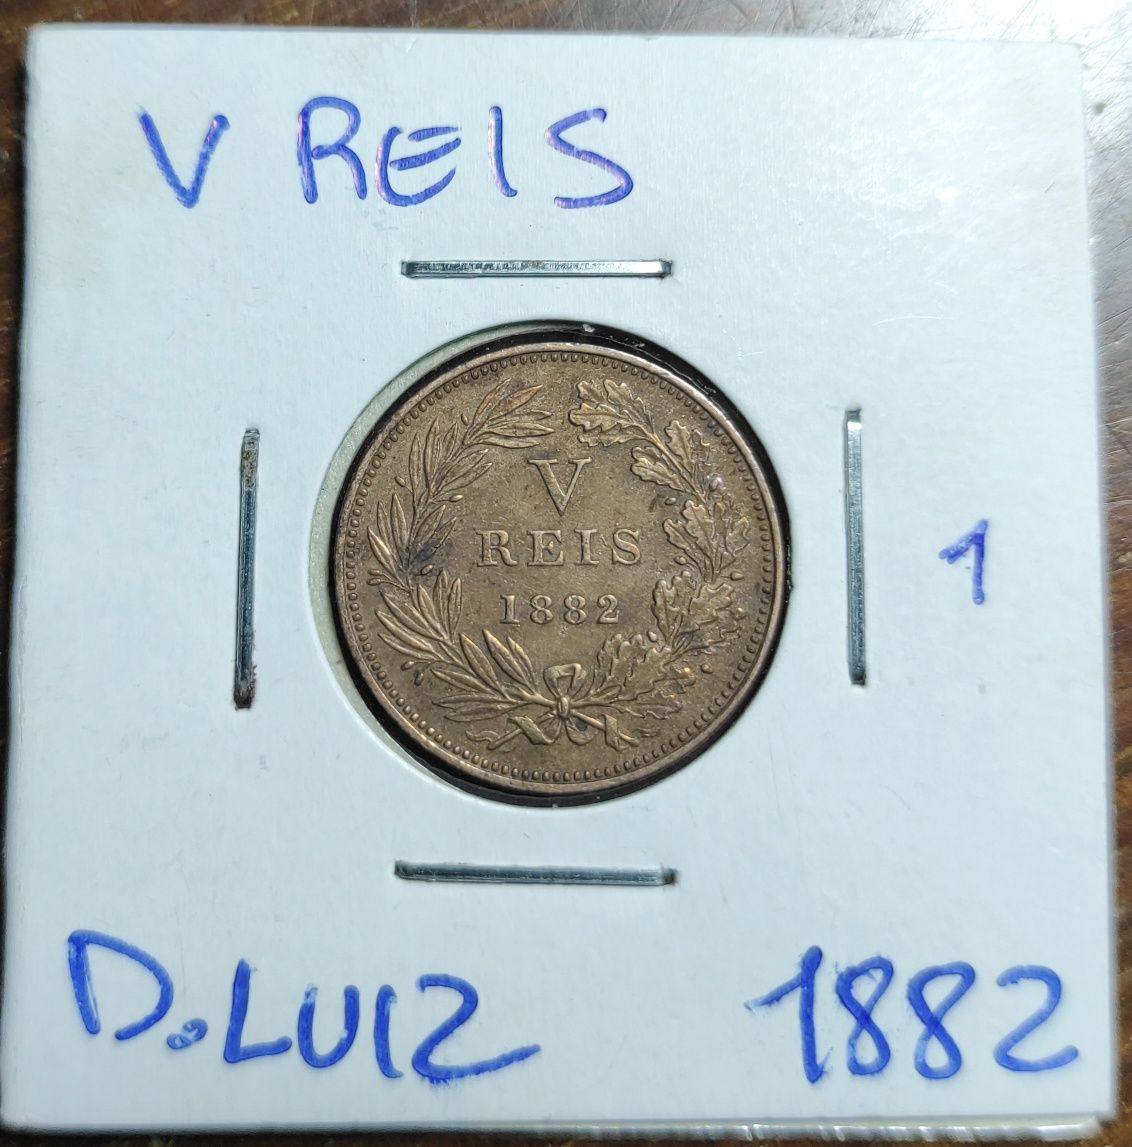 V REIS
V
REIS
1882
1
D. LUIZ 1882